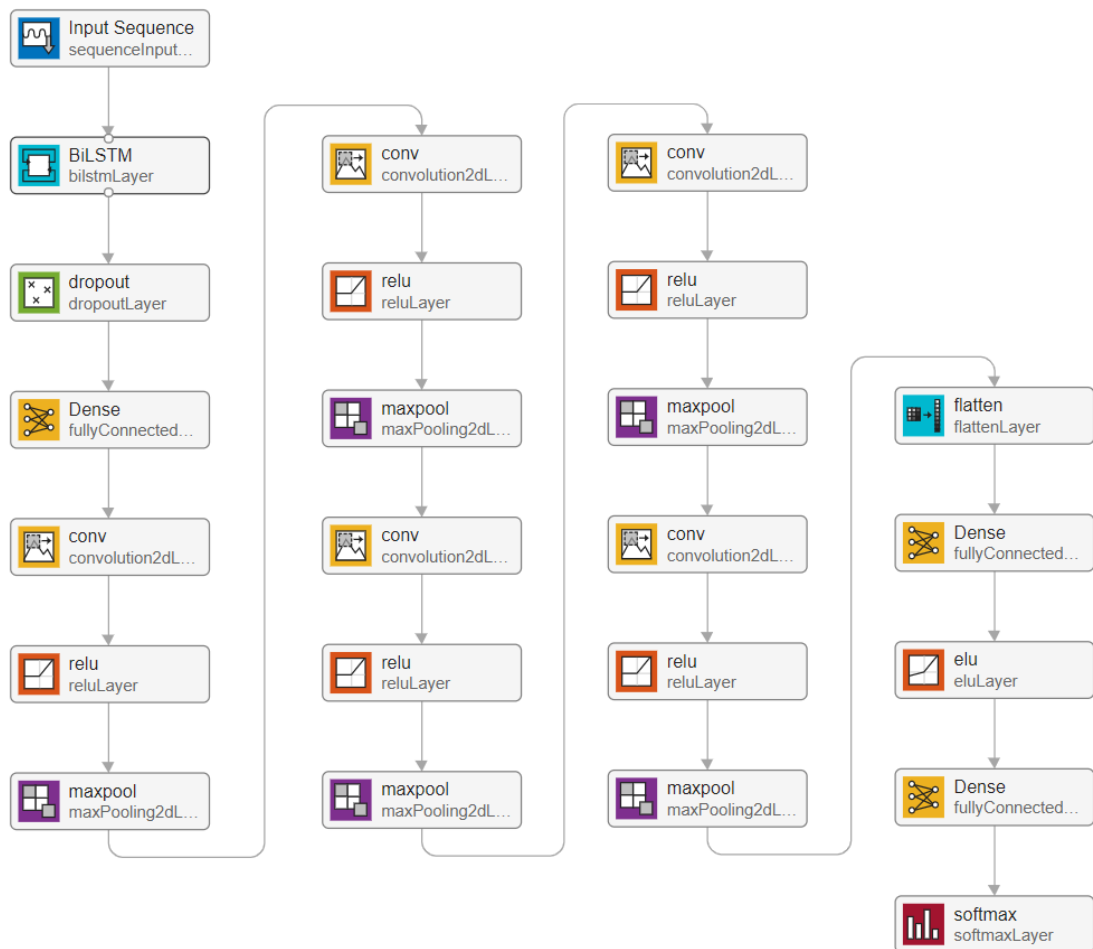 Input Sequence
sequenceInput...
BiLSTM
bilstmLayer
dropout
dropoutLayer
Dense
fullyConnected...
conv
convolution2dL...
relu
reluLayer
maxpool
maxPooling2dL...
conv
convolution2dL...
relu
reluLayer
maxpool
maxPooling2dL...
conv
convolution2dL...
relu
reluLayer
maxpool
maxPooling2dL...
conv
convolution2dL...
relu
reluLayer
maxpool
maxPooling2dL...
conv
convolution2dL...
relu
reluLayer
maxpool
maxPooling2dL...
flatten
flattenLayer
Dense
fullyConnected...
elu
eluLayer
Dense
fullyConnected...
softmax
softmaxLayer